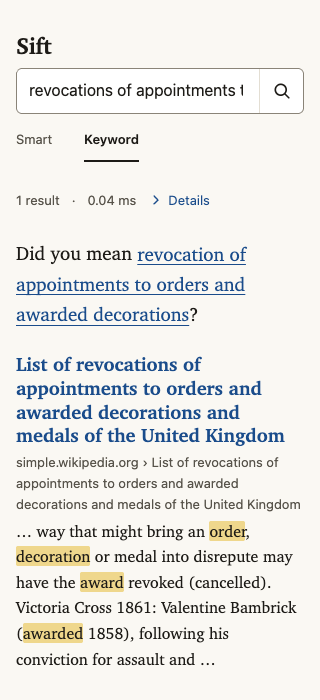 Sift
revocations of appointments t
Smart Keyword
1 result · 0.04 ms > Details
Did you mean revocation of
appointments to orders and
awarded decorations?
List of revocations of
appointments to orders and
awarded decorations and
medals of the United Kingdom
simple.wikipedia.org › List of revocations of
appointments to orders and awarded
decorations and medals of the United Kingdom
… way that might bring an order,
decoration or medal into disrepute may
have the award revoked (cancelled).
Victoria Cross 1861: Valentine Bambrick
(awarded 1858), following his
conviction for assault and …